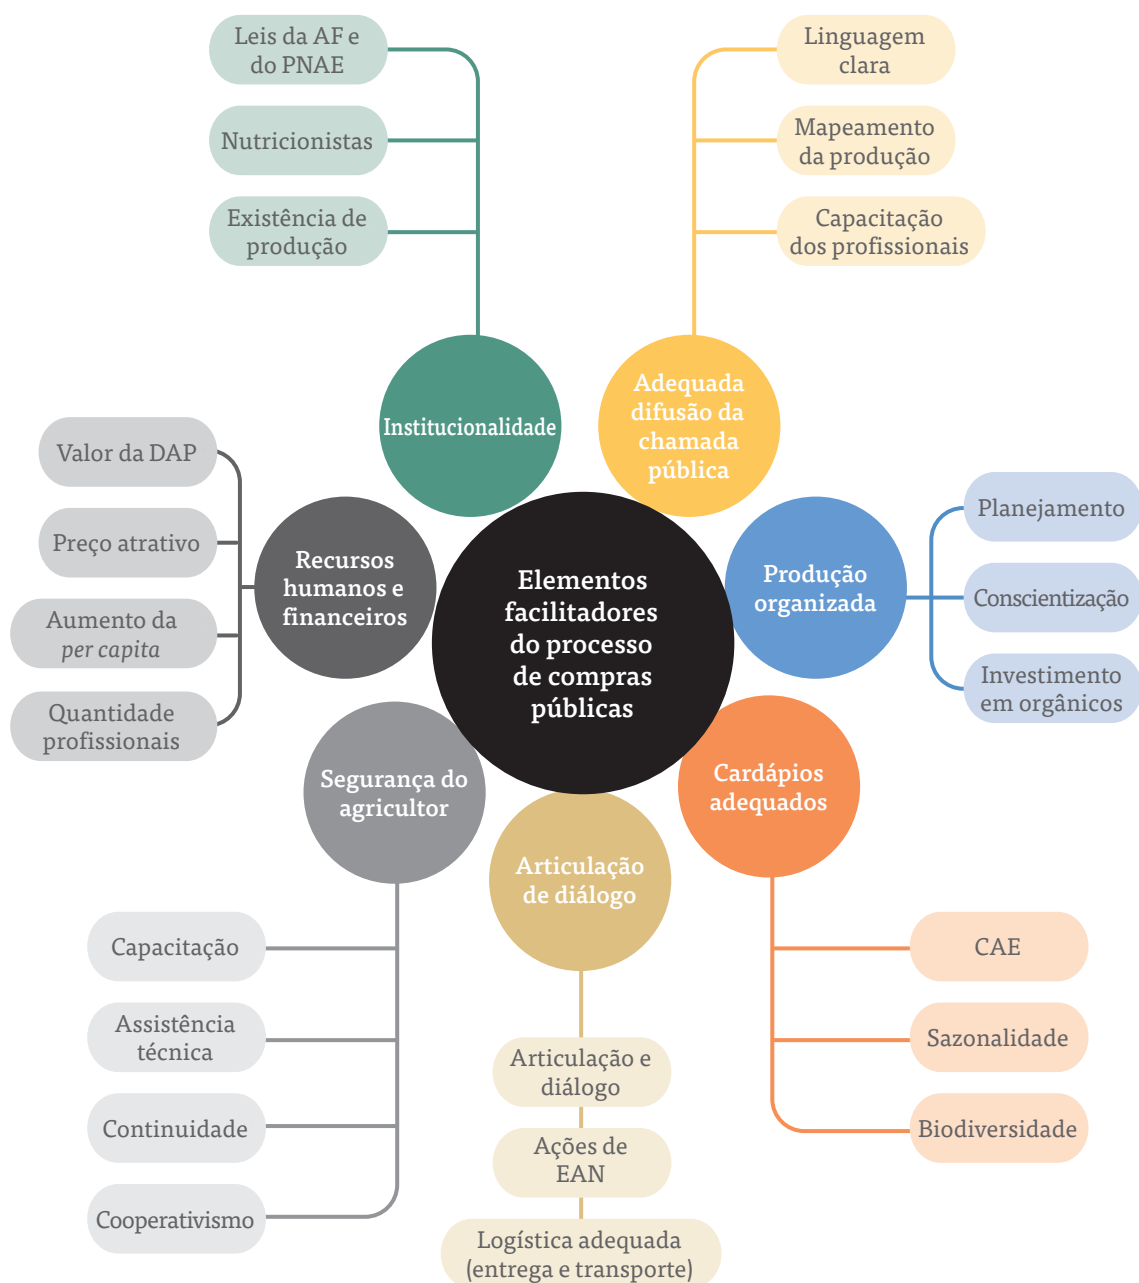 Leis da AF e
do PNAE
Nutricionistas
Existência de
produção
Institucionalidade
Linguagem
clara
Mapeamento
da produção
Capacitação
dos profissionais
Adequada
difusão da
chamada
pública
Valor da DAP
Preço atrativo
Aumento da
per capita
Quantidade
profissionais
Recursos
humanos e
financeiros
Elementos
facilitadores
do processo
de compras
públicas
Produção
organizada
Planejamento
Conscientização
Investimento
em orgânicos
Segurança do
agricultor
Capacitação
Assistência
técnica
Continuidade
Cooperativismo
Articulação
de diálogo
Articulação e
diálogo
Ações de
EAN
Logística adequada
(entrega e transporte)
Cardápios
adequados
CAE
Sazonalidade
Biodiversidade